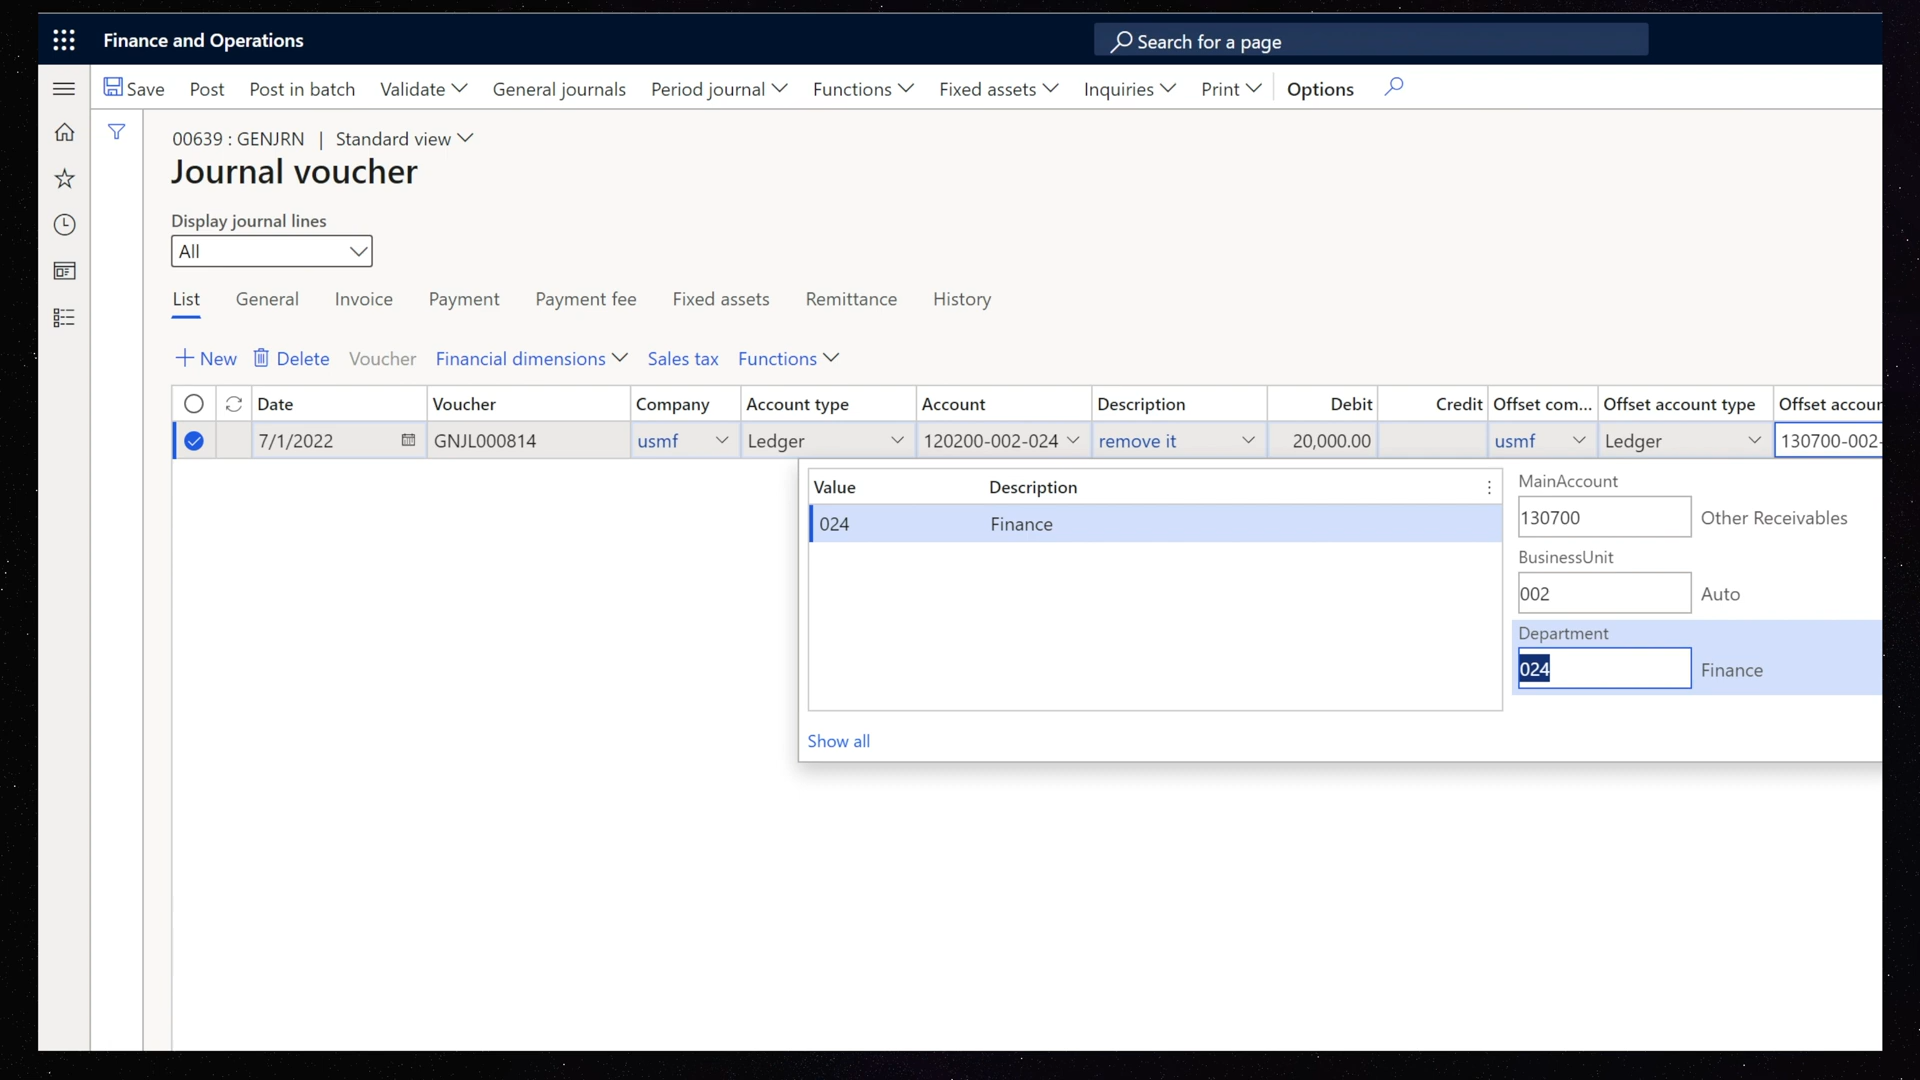 Finance and Operations
Search for a page
Save Post Post in batch Validate General journals Period journal Functions Fixed assets Inquiries Print Options
00639 : GENJRN | Standard view
Journal voucher
Display journal lines
All
List General Invoice Payment Payment fee Fixed assets Remittance History
New Delete Voucher Financial dimensions Sales tax Functions
Date Voucher Company Account type Account Description Debit Credit Offset com... Offset account type Offset accoun
7/1/2022 GNJL000814 usmf Ledger 120200-002-024 remove it 20,000.00 usmf Ledger 130700-002-
Value Description
024 Finance
Show all
MainAccount
130700 Other Receivables
BusinessUnit
002 Auto
Department
024 Finance